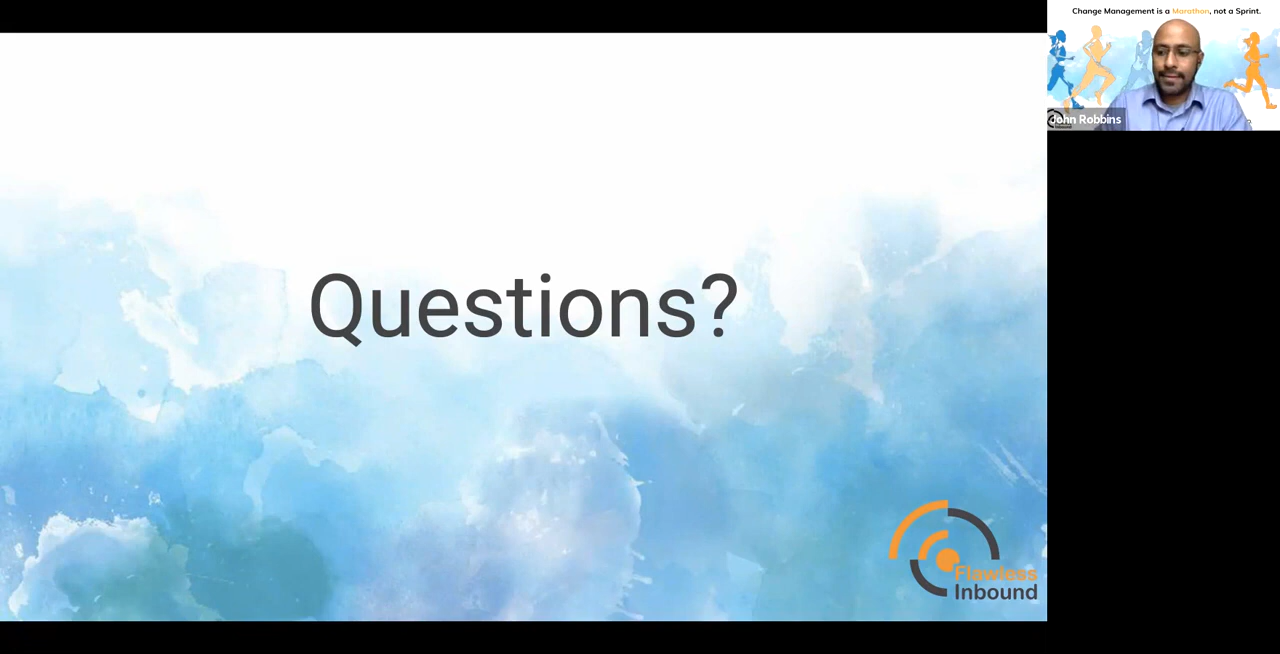 Change Management is a Marathon, not a Sprint.
John Robbins
Questions?
Flawless
Inbound